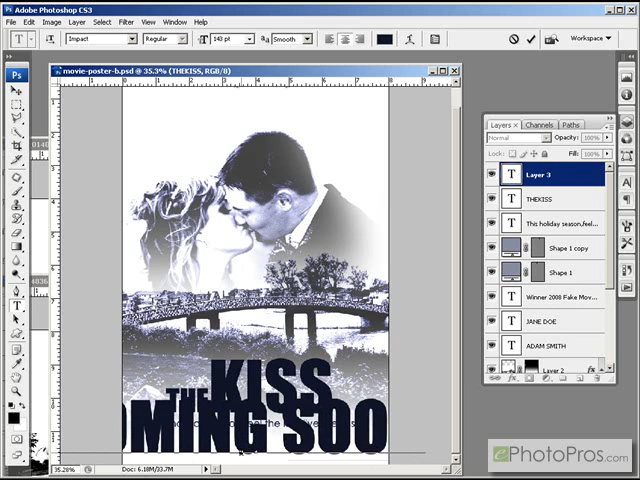 Adobe Photoshop CS3
File Edit Image Layer Select Filter View Window Help
T Impact Regular T 143 pt aa Smooth Workspace
movie-poster-b.psd @ 35.3% (THEKISS, RGB/8)
Ps
Layers × Channels Paths
Normal Opacity: 100%
Lock: Fill: 100%
T Layer 3
T THEKISS
T This holiday season,feel...
Shape 1 copy
Shape 1
T Winner 2008 Fake Mov...
T JANE DOE
T ADAM SMITH
Layer 2
THE KISS
OMING SOO
35.28% Doc: 6.18M/33.7M
ePhotoPros.com